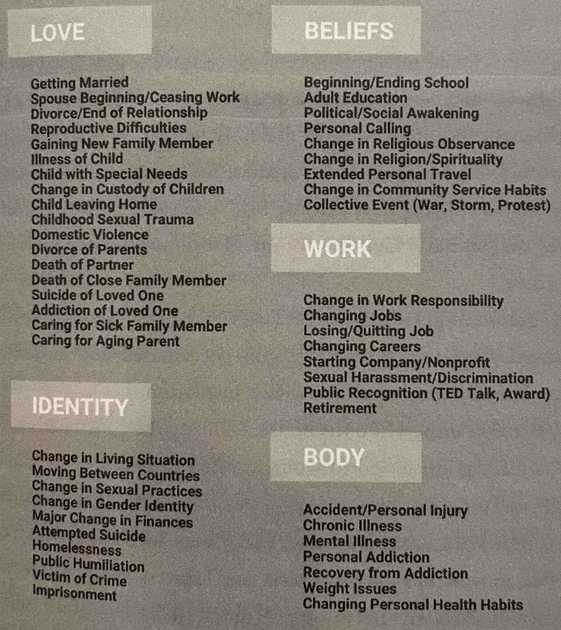 LOVE
Getting Married
Spouse Beginning/Ceasing Work
Divorce/End of Relationship
Reproductive Difficulties
Gaining New Family Member
Illness of Child
Child with Special Needs
Change in Custody of Children
Child Leaving Home
Childhood Sexual Trauma
Domestic Violence
Divorce of Parents
Death of Partner
Death of Close Family Member
Suicide of Loved One
Addiction of Loved One
Caring for Sick Family Member
Caring for Aging Parent
IDENTITY
Change in Living Situation
Moving Between Countries
Change in Sexual Practices
Change in Gender Identity
Major Change in Finances
Attempted Suicide
Homelessness
Public Humiliation
Victim of Crime
Imprisonment
BELIEFS
Beginning/Ending School
Adult Education
Political/Social Awakening
Personal Calling
Change in Religious Observance
Change in Religion/Spirituality
Extended Personal Travel
Change in Community Service Habits
Collective Event (War, Storm, Protest)
WORK
Change in Work Responsibility
Changing Jobs
Losing/Quitting Job
Changing Careers
Starting Company/Nonprofit
Sexual Harassment/Discrimination
Public Recognition (TED Talk, Award)
Retirement
BODY
Accident/Personal Injury
Chronic Illness
Mental Illness
Personal Addiction
Recovery from Addiction
Weight Issues
Changing Personal Health Habits